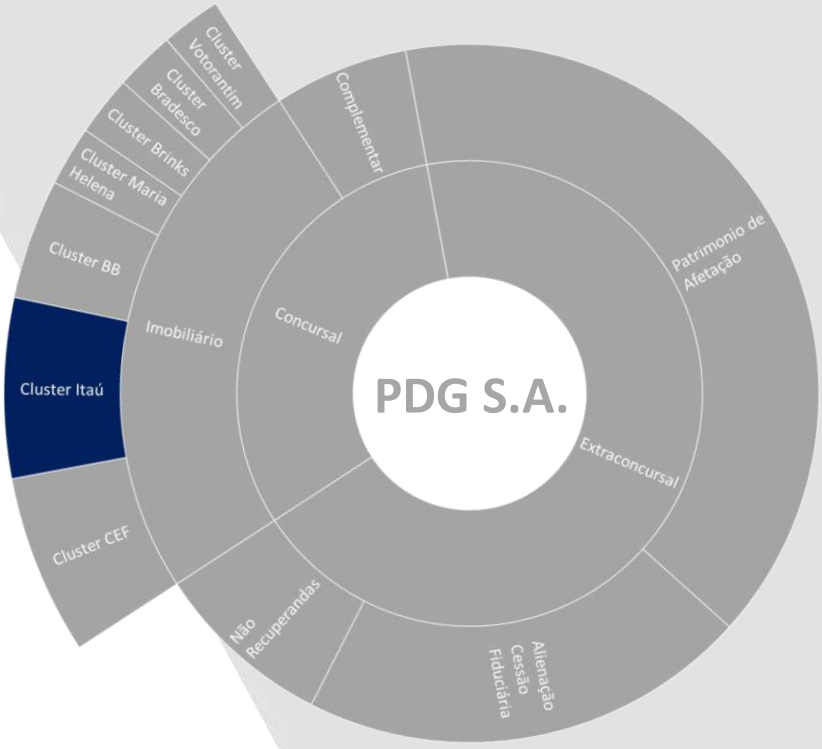 Cluster
Votorantim
Cluster
Bradesco
Cluster Brinks
Cluster Maria
Helena
Cluster BB
Cluster Itaú
Cluster CEF
Imobiliário
Complementar
Concursal
PDG S.A.
Patrimonio de
Afetação
Extraconcursal
Não
Recuperandas
Alienação
Cessão
Fiduciária